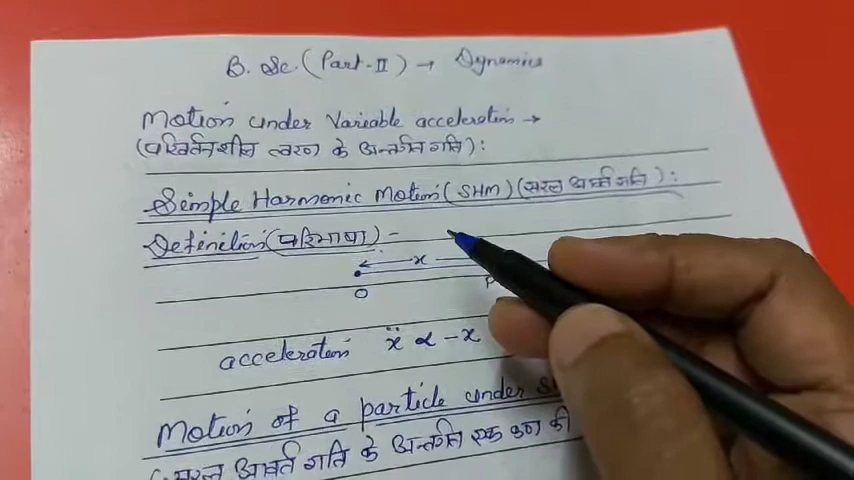 B. Sc. (Part-II) → Dynamics
Motion under Variable acceleration →
(परिवर्तनशील त्वरण के अन्तर्गत गति):
Simple Harmonic Motion (SHM) (सरल आवर्त गति):
Definition (परिभाषा) -
x
O P
acceleration ẍ ∝ -x
Motion of a particle under
(सरल आवर्त गति के अन्तर्गत एक कण की